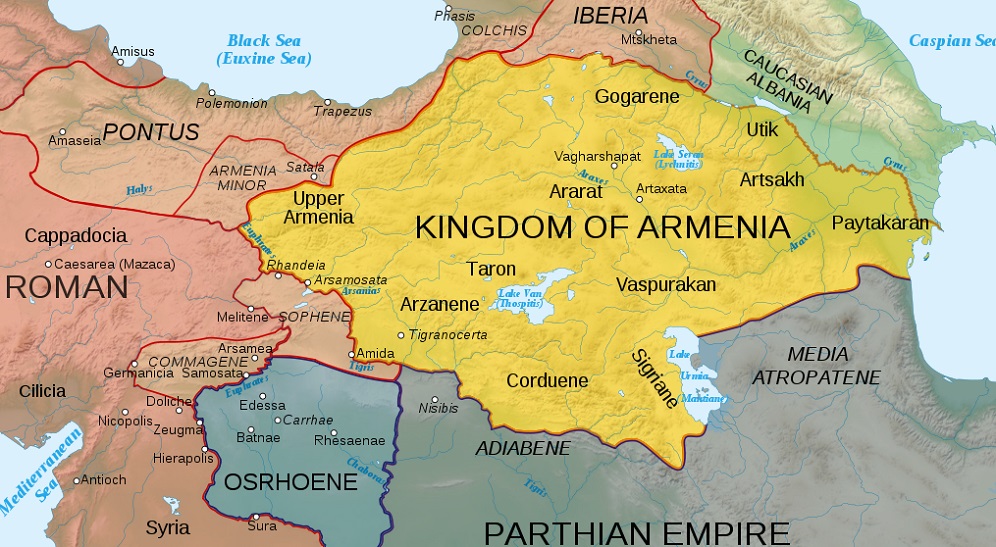 Phasis
COLCHIS
IBERIA
Mtskheta
Black Sea
(Euxine Sea)
Caspian Sea
Amisus
Polemonion
Trapezus
Cyrus
CAUCASIAN
ALBANIA
Gogarene
Utik
Amaseia
PONTUS
ARMENIA
MINOR
Satala
Vagharshapat
Lake Sevan
(Lychnitis)
Cyrus
Halys
Araxes
Ararat
Artaxata
Artsakh
Upper
Armenia
KINGDOM OF ARMENIA
Paytakaran
Araxes
Cappadocia
Euphrates
Caesarea (Mazaca)
Rhandeia
Taron
ROMAN
Arsamosata
Arsanias
Lake Van
(Thospitis)
Vaspurakan
Arzanene
Melitene
SOPHENE
Tigranocerta
Arsamea
Amida
Lake
Urmia
Mantiane
MEDIA
ATROPATENE
COMMAGENE
Germanicia
Samosata
Tigris
Corduene
Sigriane
Cilicia
Euphrates
Doliche
Edessa
Nisibis
Nicopolis
Zeugma
Carrhae
Batnae
Rhesaenae
ADIABENE
Hierapolis
Mediterranean
Sea
Chaboras
Antioch
OSRHOENE
Tigris
Syria
Sura
PARTHIAN EMPIRE